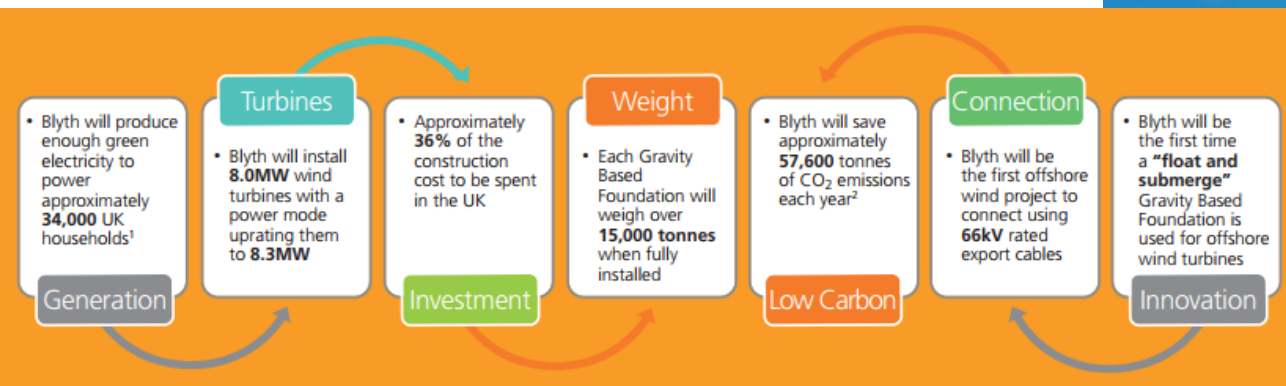 • Blyth will produce
enough green
electricity to
power
approximately
34,000 UK
households¹
Generation
Turbines
• Blyth will install
8.0MW wind
turbines with a
power mode
uprating them
to 8.3MW
• Approximately
36% of the
construction
cost to be spent
in the UK
Investment
Weight
• Each Gravity
Based
Foundation will
weigh over
15,000 tonnes
when fully
installed
• Blyth will save
approximately
57,600 tonnes
of CO₂ emissions
each year²
Low Carbon
Connection
• Blyth will be
the first offshore
wind project to
connect using
66kV rated
export cables
• Blyth will be
the first time
a “float and
submerge”
Gravity Based
Foundation is
used for offshore
wind turbines
Innovation